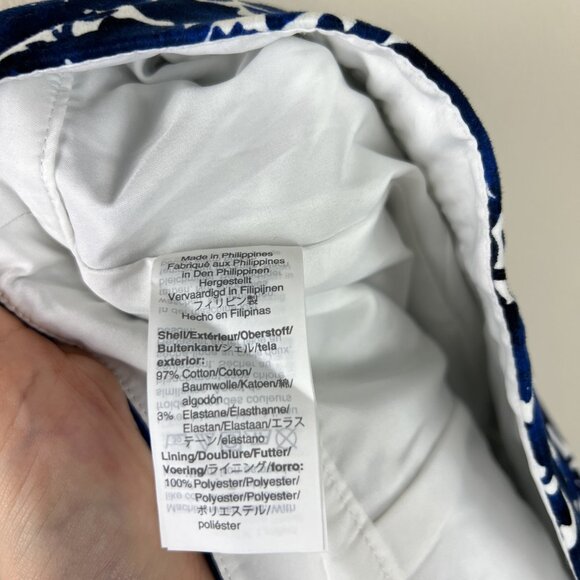 Made in Philippines
Fabriqué aux Philippines
in Den Philippinen
Hergestellt
Vervaardigd in Filipijnen
フィリピン製
Hecho en Filipinas
Shell/Extérieur/Oberstoff/
Buitenkant/シェル/tela
exterior:
97% Cotton/Coton/
Baumwolle/Katoen/綿/
algodón
3% Elastane/Élasthanne/
Elastan/Elastaan/エラス
テーン/elastano
Lining/Doublure/Futter/
Voering/ライニング/forro:
100% Polyester/Polyester/
Polyester/Polyester/
ポリエステル/
poliéster